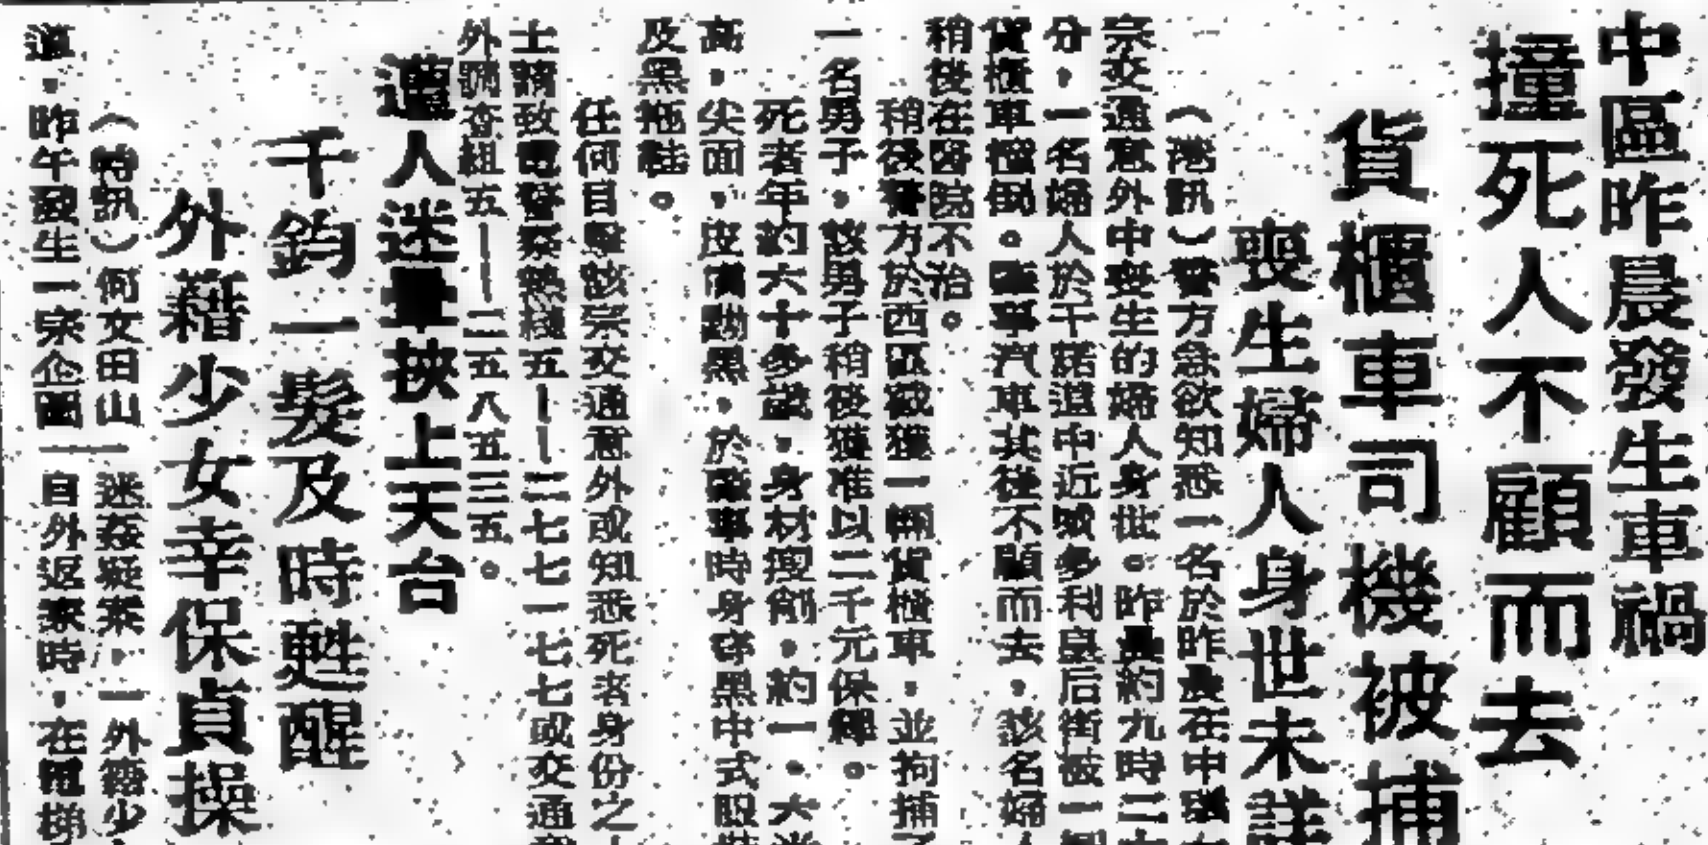 中區昨晨發生車禍
撞死人不顧而去
貨櫃車司機被捕
喪生婦人身世未詳
(港訊)警方急欲知悉一名於昨晨在中
宗交通意外中喪生的婦人身世。昨晨約九時二
分,一名婦人於干諾道中近域多利皇后街被一
貨櫃車撞倒。肇事汽車其後不顧而去,該名婦
稍後在醫院不治。
稍後警方於西區截獲一輛貨櫃車,並拘捕了
一名男子,該男子稍後獲准以二千元保釋。
死者年約六十多歲,身材瘦削,約一·六米
高,尖面,皮膚黝黑,於肇事時身穿黑中式
及黑拖鞋。
任何目擊該宗交通意外或知悉死者身份之
士請致電警察熱線五——二七七一七七或交通意
外調查組五——二五八五三五。
遭人迷暈挾上天台
千鈞一髮及時甦醒
外籍少女幸保貞操
(特訊)何文田山一迷姦疑案,一外籍少
道,昨午發生一宗企圖
自外返來時,在電梯